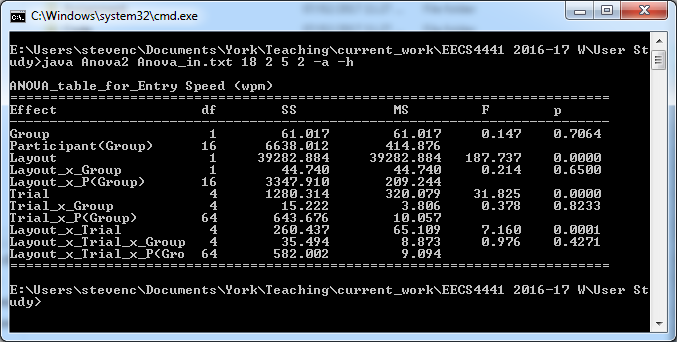 C:\Windows\system32\cmd.exe
E:\Users\stevenc\Documents\York\Teaching\current_work\EECS4441 2016-17 W\User St
udy>java Anova2 Anova_in.txt 18 2 5 2 -a -h
ANOVA_table_for_Entry Speed (wpm)
================================================================================
Effect df SS MS F p
--------------------------------------------------------------------------------
Group 1 61.017 61.017 0.147 0.7064
Participant(Group) 16 6638.012 414.876
Layout 1 39282.884 39282.884 187.737 0.0000
Layout_x_Group 1 44.740 44.740 0.214 0.6500
Layout_x_P(Group) 16 3347.910 209.244
Trial 4 1280.314 320.079 31.825 0.0000
Trial_x_Group 4 15.222 3.806 0.378 0.8233
Trial_x_P(Group) 64 643.676 10.057
Layout_x_Trial 4 260.437 65.109 7.160 0.0001
Layout_x_Trial_x_Group 4 35.494 8.873 0.976 0.4271
Layout_x_Trial_x_P(Gro 64 582.002 9.094
================================================================================
E:\Users\stevenc\Documents\York\Teaching\current_work\EECS4441 2016-17 W\User St
udy>